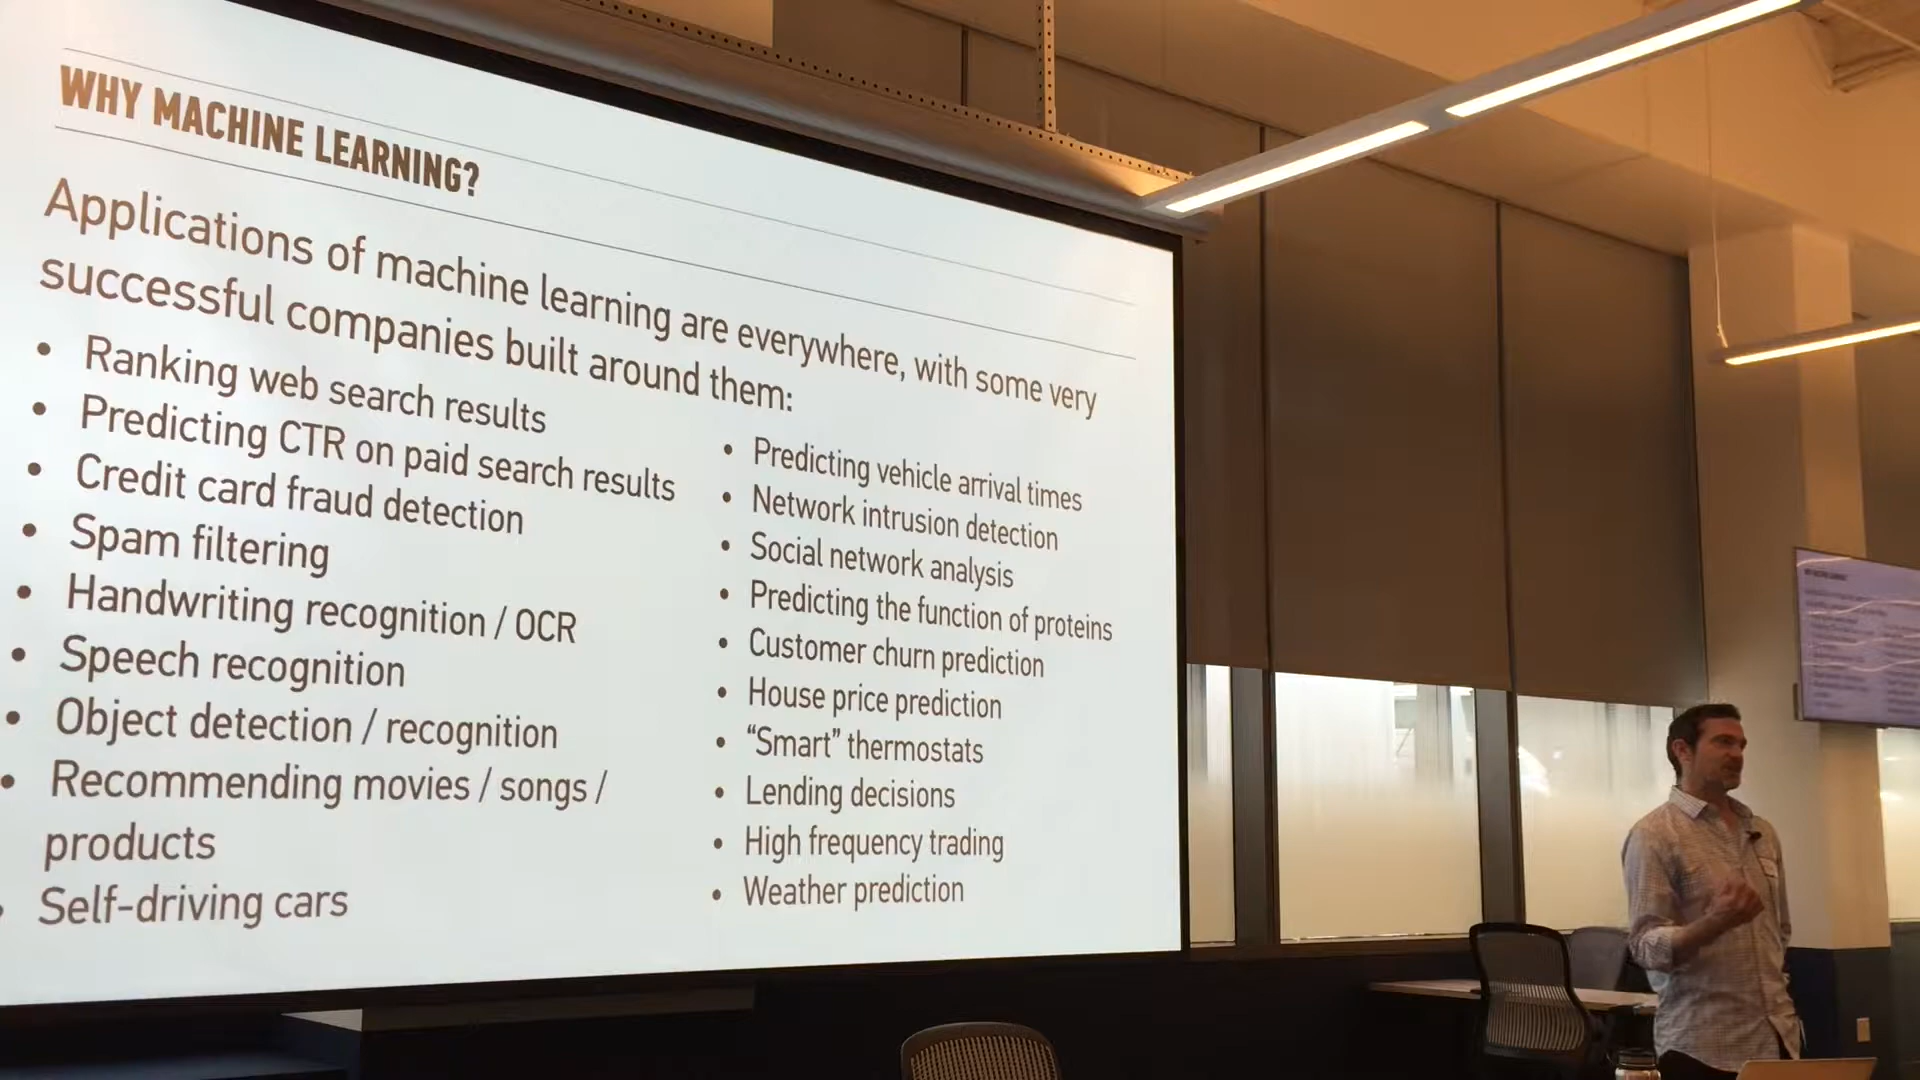 WHY MACHINE LEARNING?
Applications of machine learning are everywhere, with some very
successful companies built around them:
• Ranking web search results
• Predicting CTR on paid search results
• Credit card fraud detection
• Spam filtering
• Handwriting recognition / OCR
• Speech recognition
• Object detection / recognition
• Recommending movies / songs /
products
• Self-driving cars
• Predicting vehicle arrival times
• Network intrusion detection
• Social network analysis
• Predicting the function of proteins
• Customer churn prediction
• House price prediction
• “Smart” thermostats
• Lending decisions
• High frequency trading
• Weather prediction